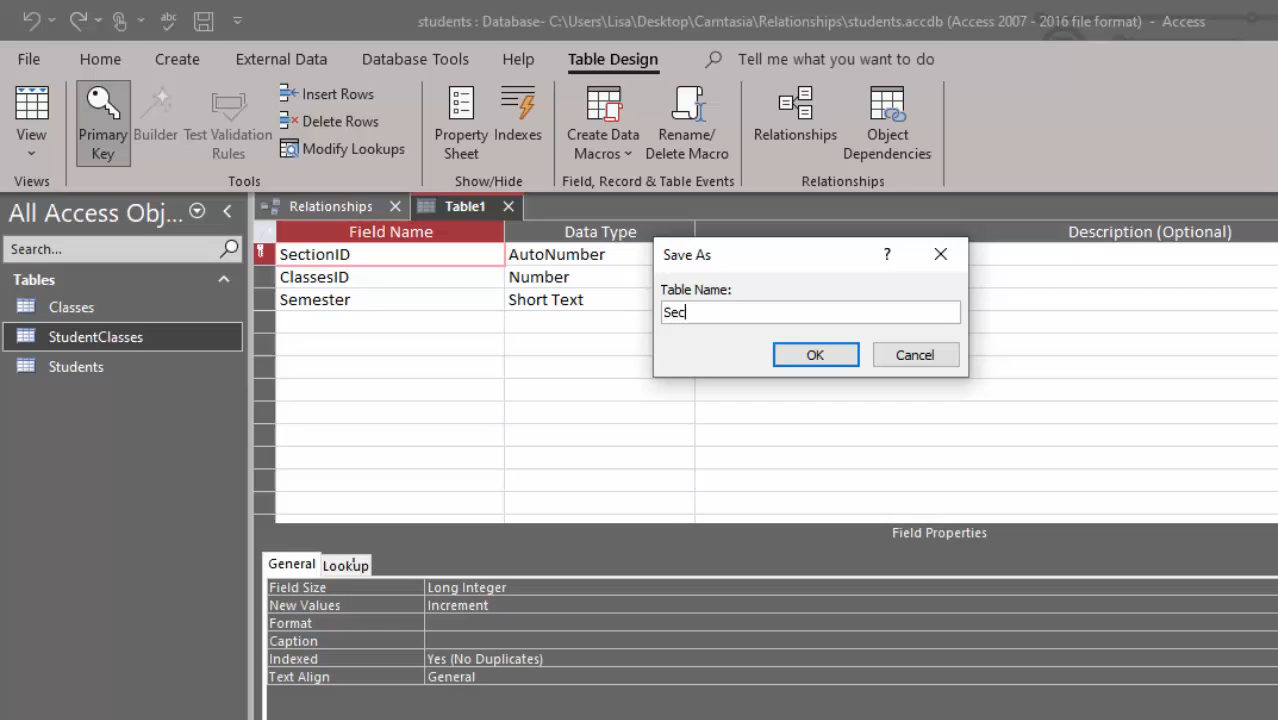 students : Database- C:\Users\Lisa\Desktop\Camtasia\Relationships\students.accdb (Access 2007 - 2016 file format) - Access
File Home Create External Data Database Tools Help Table Design Tell me what you want to do
View
Primary Key
Builder
Test Validation Rules
Insert Rows
Delete Rows
Modify Lookups
Property Sheet
Indexes
Create Data Macros
Rename/ Delete Macro
Relationships
Object Dependencies
Views Tools Show/Hide Field, Record & Table Events Relationships
All Access Obj...
Search...
Tables
Classes
StudentClasses
Students
Relationships Table1
Field Name Data Type Description (Optional)
SectionID AutoNumber
ClassesID Number
Semester Short Text
Save As ?
Table Name:
Sec
OK Cancel
Field Properties
General Lookup
Field Size Long Integer
New Values Increment
Format
Caption
Indexed Yes (No Duplicates)
Text Align General